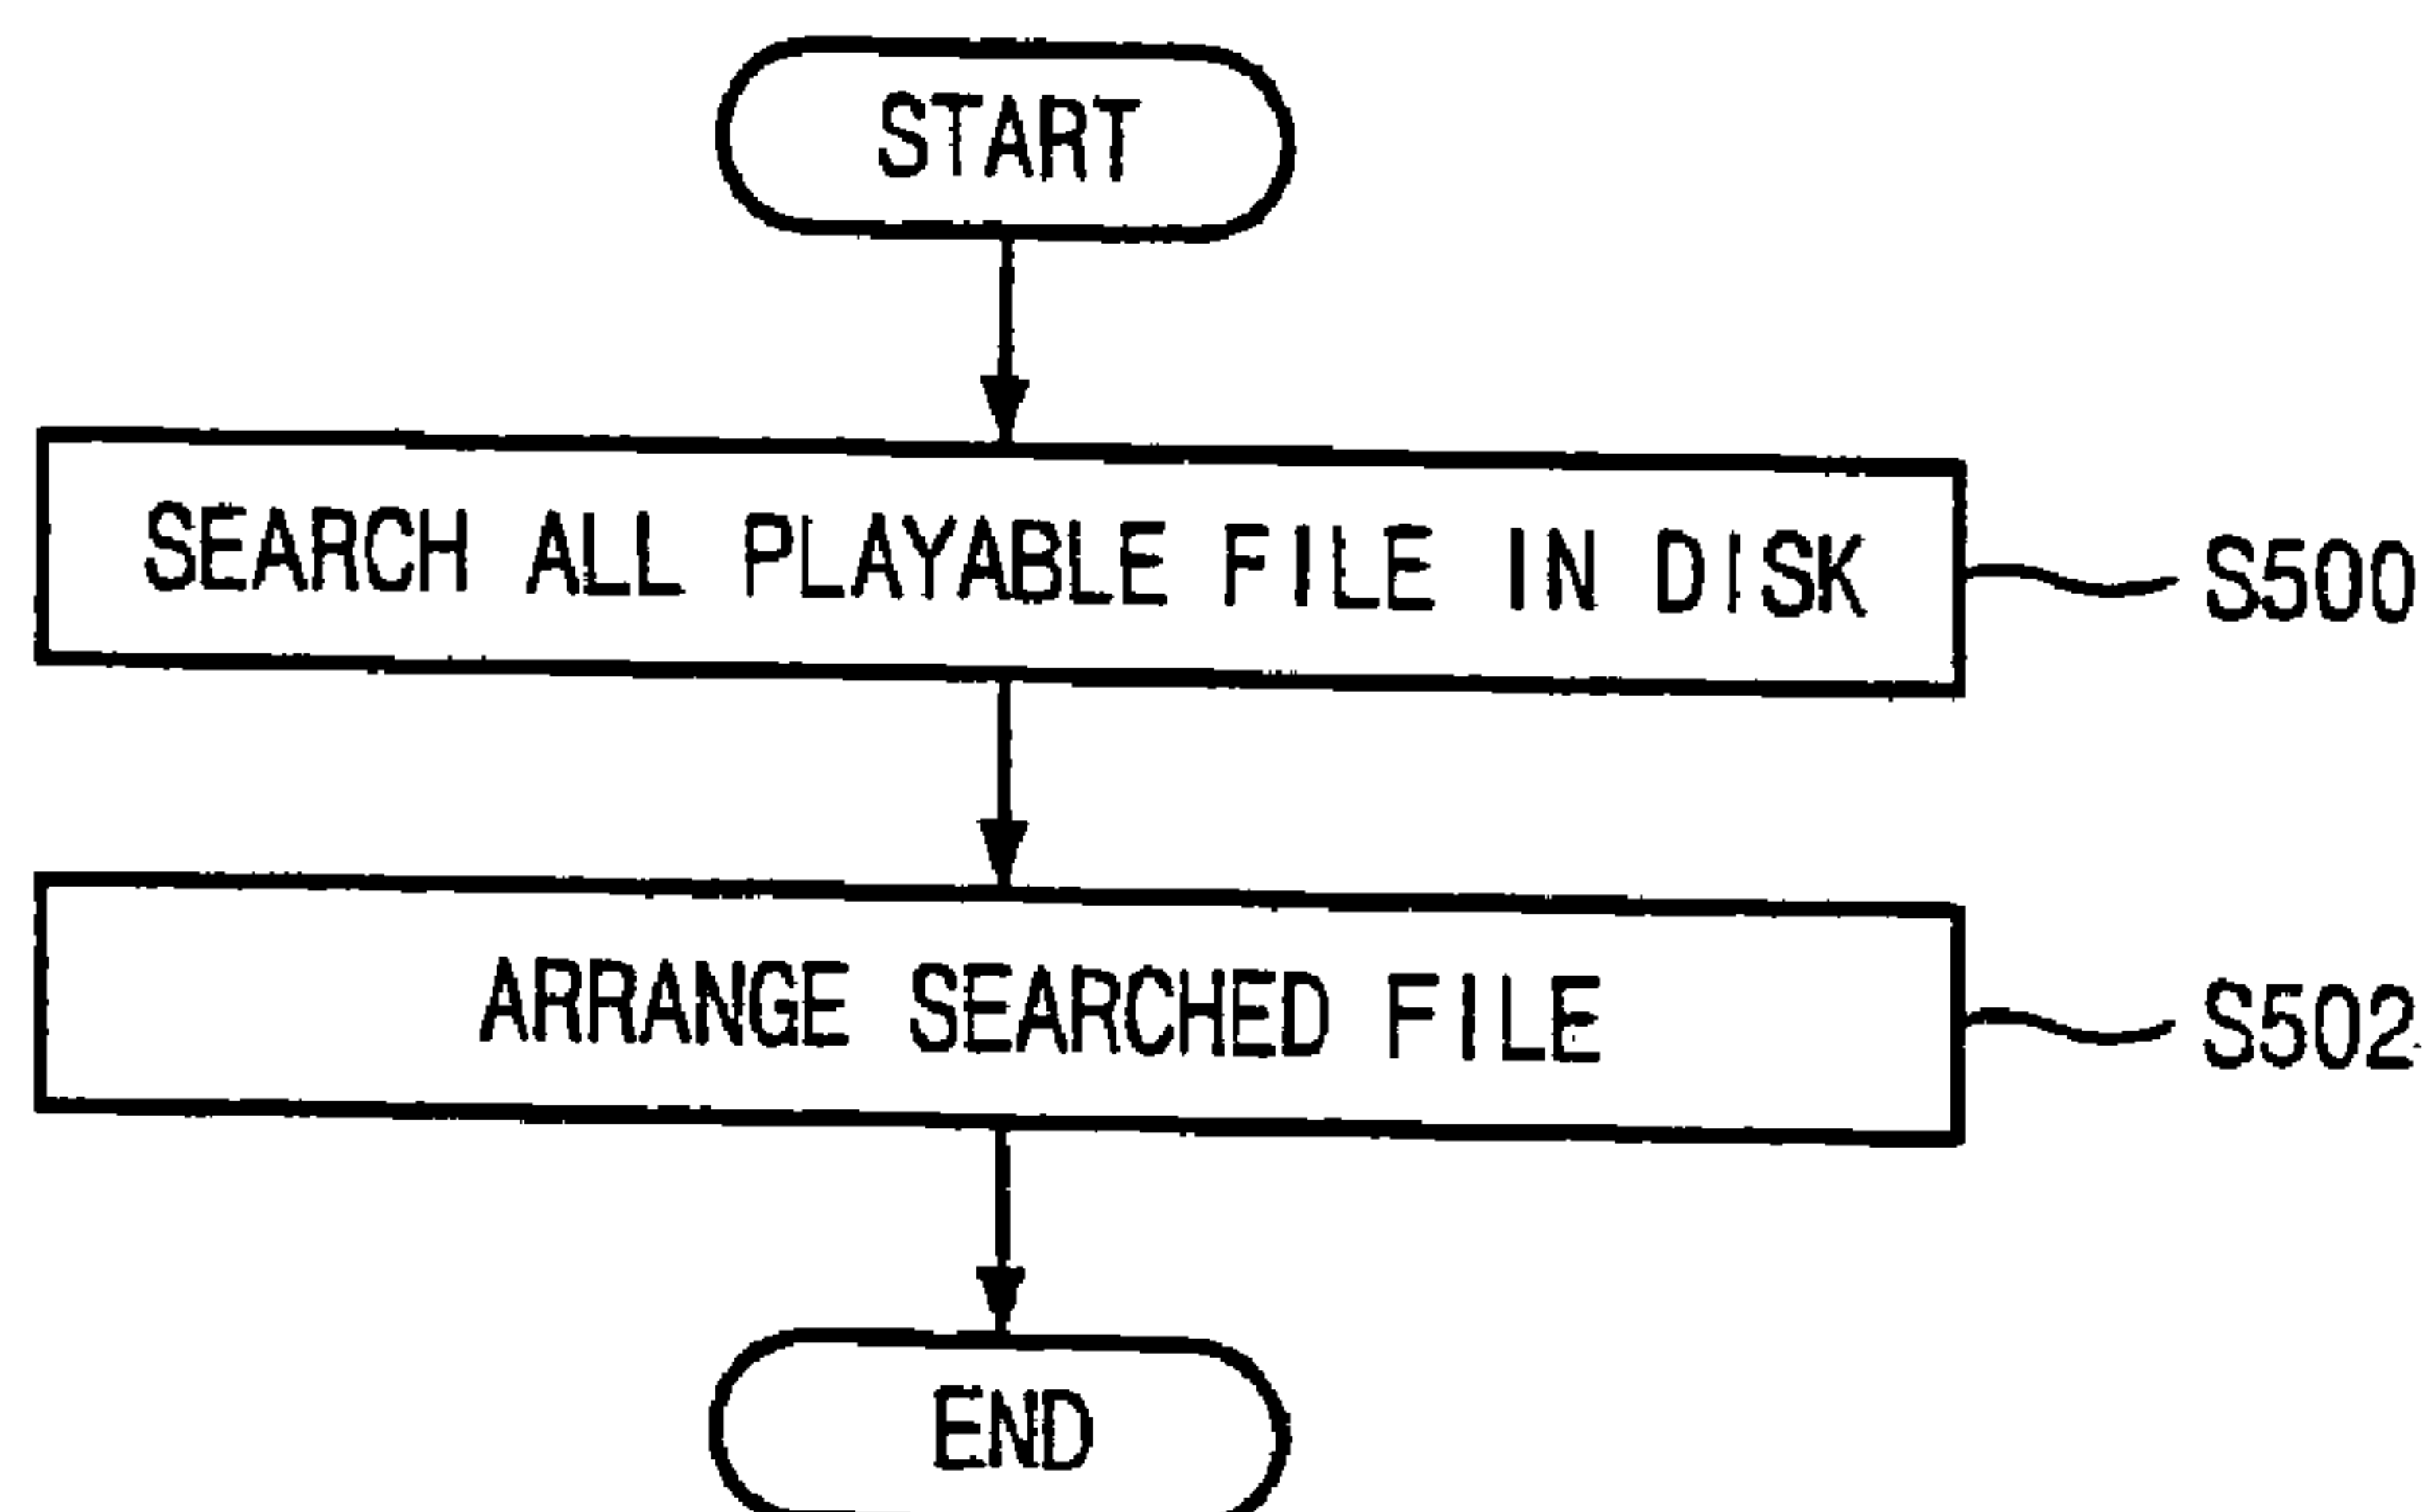 START
SEARCH ALL PLAYABLE FILE IN DISK
S500
ARRANGE SEARCHED FILE
S502
END